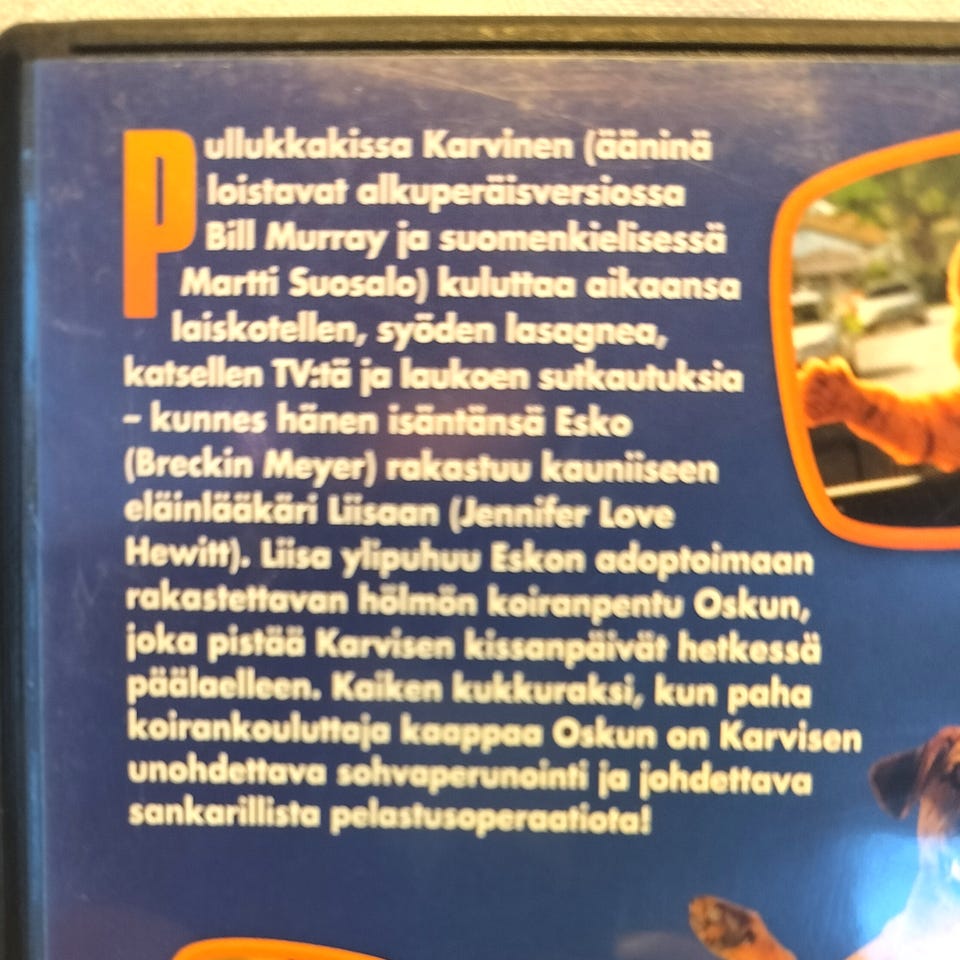 Pullukkakissa Karvinen (ääninä
loistavat alkuperäisversiossa
Bill Murray ja suomenkielisessä
Martti Suosalo) kuluttaa aikaansa
laiskotellen, syöden lasagnea,
katsellen TV:tä ja laukoen sutkautuksia
– kunnes hänen isäntänsä Esko
(Breckin Meyer) rakastuu kauniiseen
eläinlääkäri Liisaan (Jennifer Love
Hewitt). Liisa ylipuhuu Eskon adoptoimaan
rakastettavan hölmön koiranpentu Oskun,
joka pistää Karvisen kissanpäivät hetkessä
päälaelleen. Kaiken kukkuraksi, kun paha
koirankouluttaja kaappaa Oskun on Karvisen
unohdettava sohvaperunointi ja johdettava
sankarillista pelastusoperaatiota!